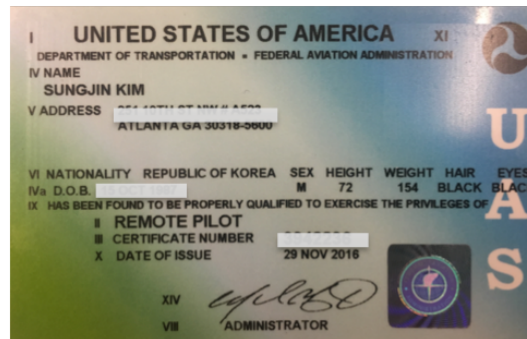 I UNITED STATES OF AMERICA XI
DEPARTMENT OF TRANSPORTATION • FEDERAL AVIATION ADMINISTRATION
IV NAME
SUNGJIN KIM
V ADDRESS
ATLANTA GA 30318-5600
VI NATIONALITY REPUBLIC OF KOREA SEX HEIGHT WEIGHT HAIR EYES
IVa D.O.B. M 72 154 BLACK BLAC
IX HAS BEEN FOUND TO BE PROPERLY QUALIFIED TO EXERCISE THE PRIVILEGES OF
II REMOTE PILOT
III CERTIFICATE NUMBER
X DATE OF ISSUE 29 NOV 2016
XIV
VIII ADMINISTRATOR
UAS